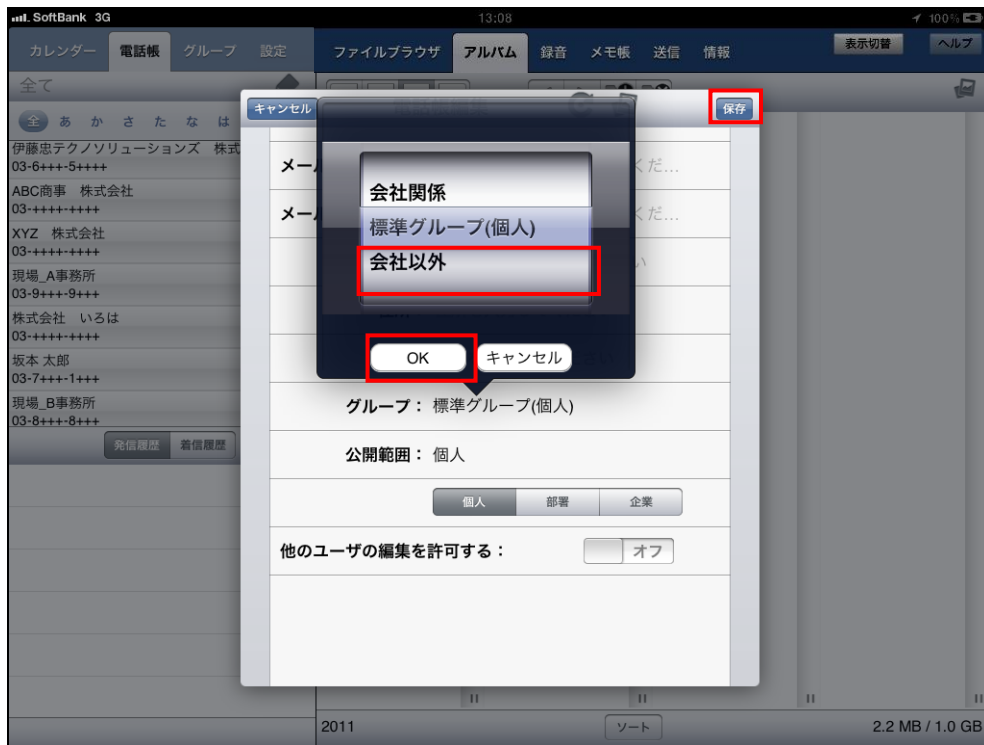 SoftBank 3G
13:08
100%
カレンダー 電話帳 グループ 設定
ファイルブラウザ アルバム 録音 メモ帳 送信 情報
表示切替 ヘルプ
全て
全 あ か さ た な は
伊藤忠テクノソリューションズ 株式
03-6+++-5++++
ABC商事 株式会社
03-++++-++++
XYZ 株式会社
03-++++-++++
現場_A事務所
03-9+++-9+++
株式会社 いろは
03-++++-++++
坂本 太郎
03-7+++-1+++
現場_B事務所
03-8+++-8+++
発信履歴 着信履歴
キャンセル
保存
メール
くだ...
メール
くだ...
い
会社関係
標準グループ(個人)
会社以外
OK キャンセル
グループ: 標準グループ(個人)
公開範囲: 個人
個人 部署 企業
他のユーザの編集を許可する: オフ
2011
ソート
2.2 MB / 1.0 GB